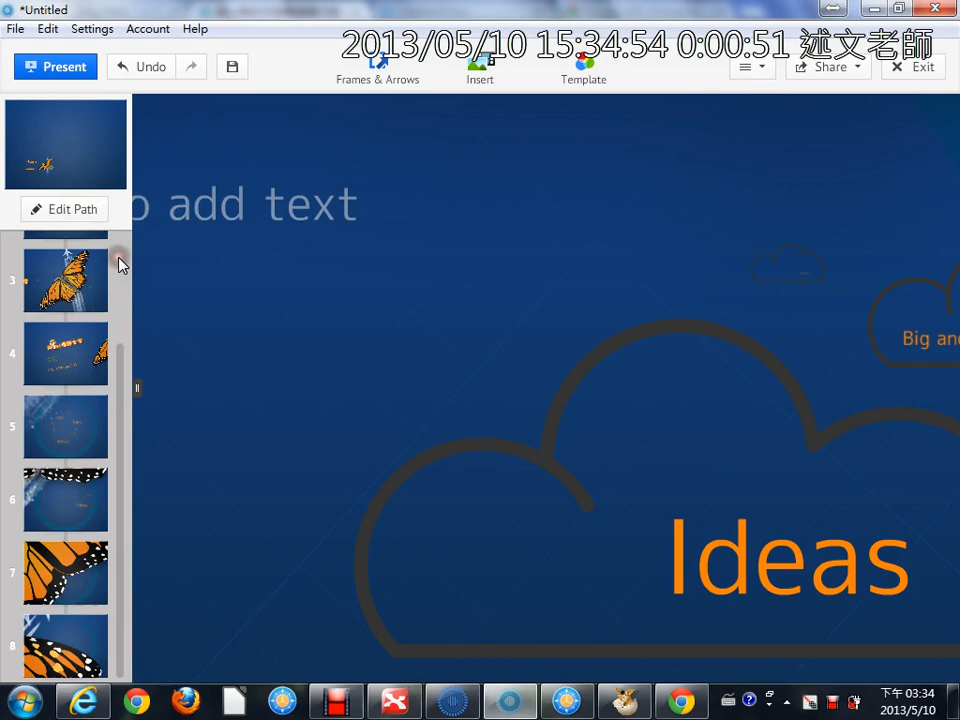 *Untitled
File Edit Settings Account Help
2013/05/10 15:34:54 0:00:51 述文老師
Present Undo Frames & Arrows Insert Template Share Exit
Edit Path
o add text
3
4
5
6
7
8
Big an
Ideas
下午 03:34
2013/5/10